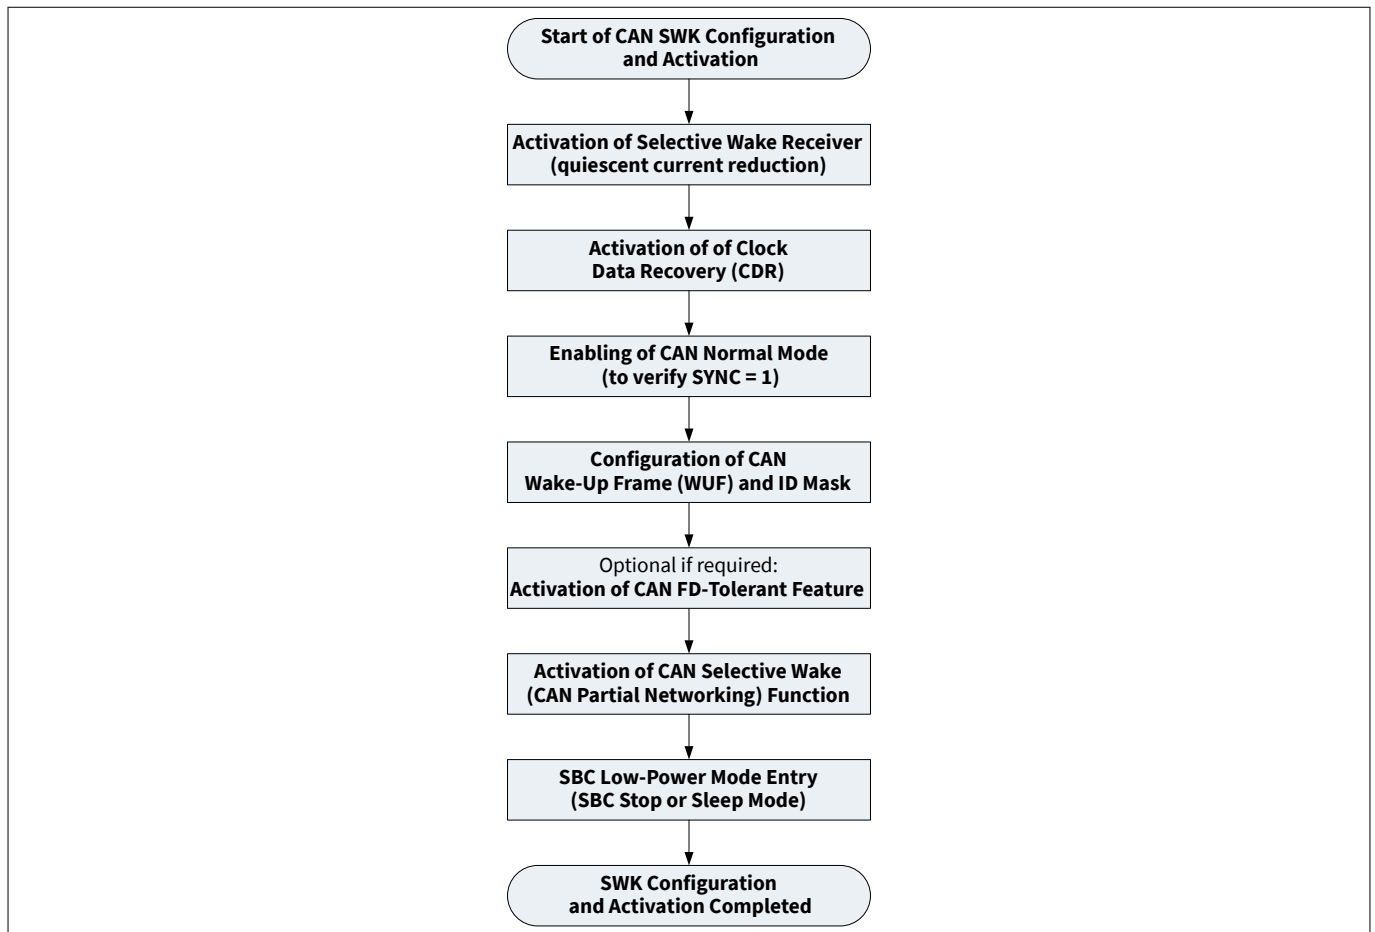 Start of CAN SWK Configuration
and Activation
Activation of Selective Wake Receiver
(quiescent current reduction)
Activation of of Clock
Data Recovery (CDR)
Enabling of CAN Normal Mode
(to verify SYNC = 1)
Configuration of CAN
Wake-Up Frame (WUF) and ID Mask
Optional if required:
Activation of CAN FD-Tolerant Feature
Activation of CAN Selective Wake
(CAN Partial Networking) Function
SBC Low-Power Mode Entry
(SBC Stop or Sleep Mode)
SWK Configuration
and Activation Completed